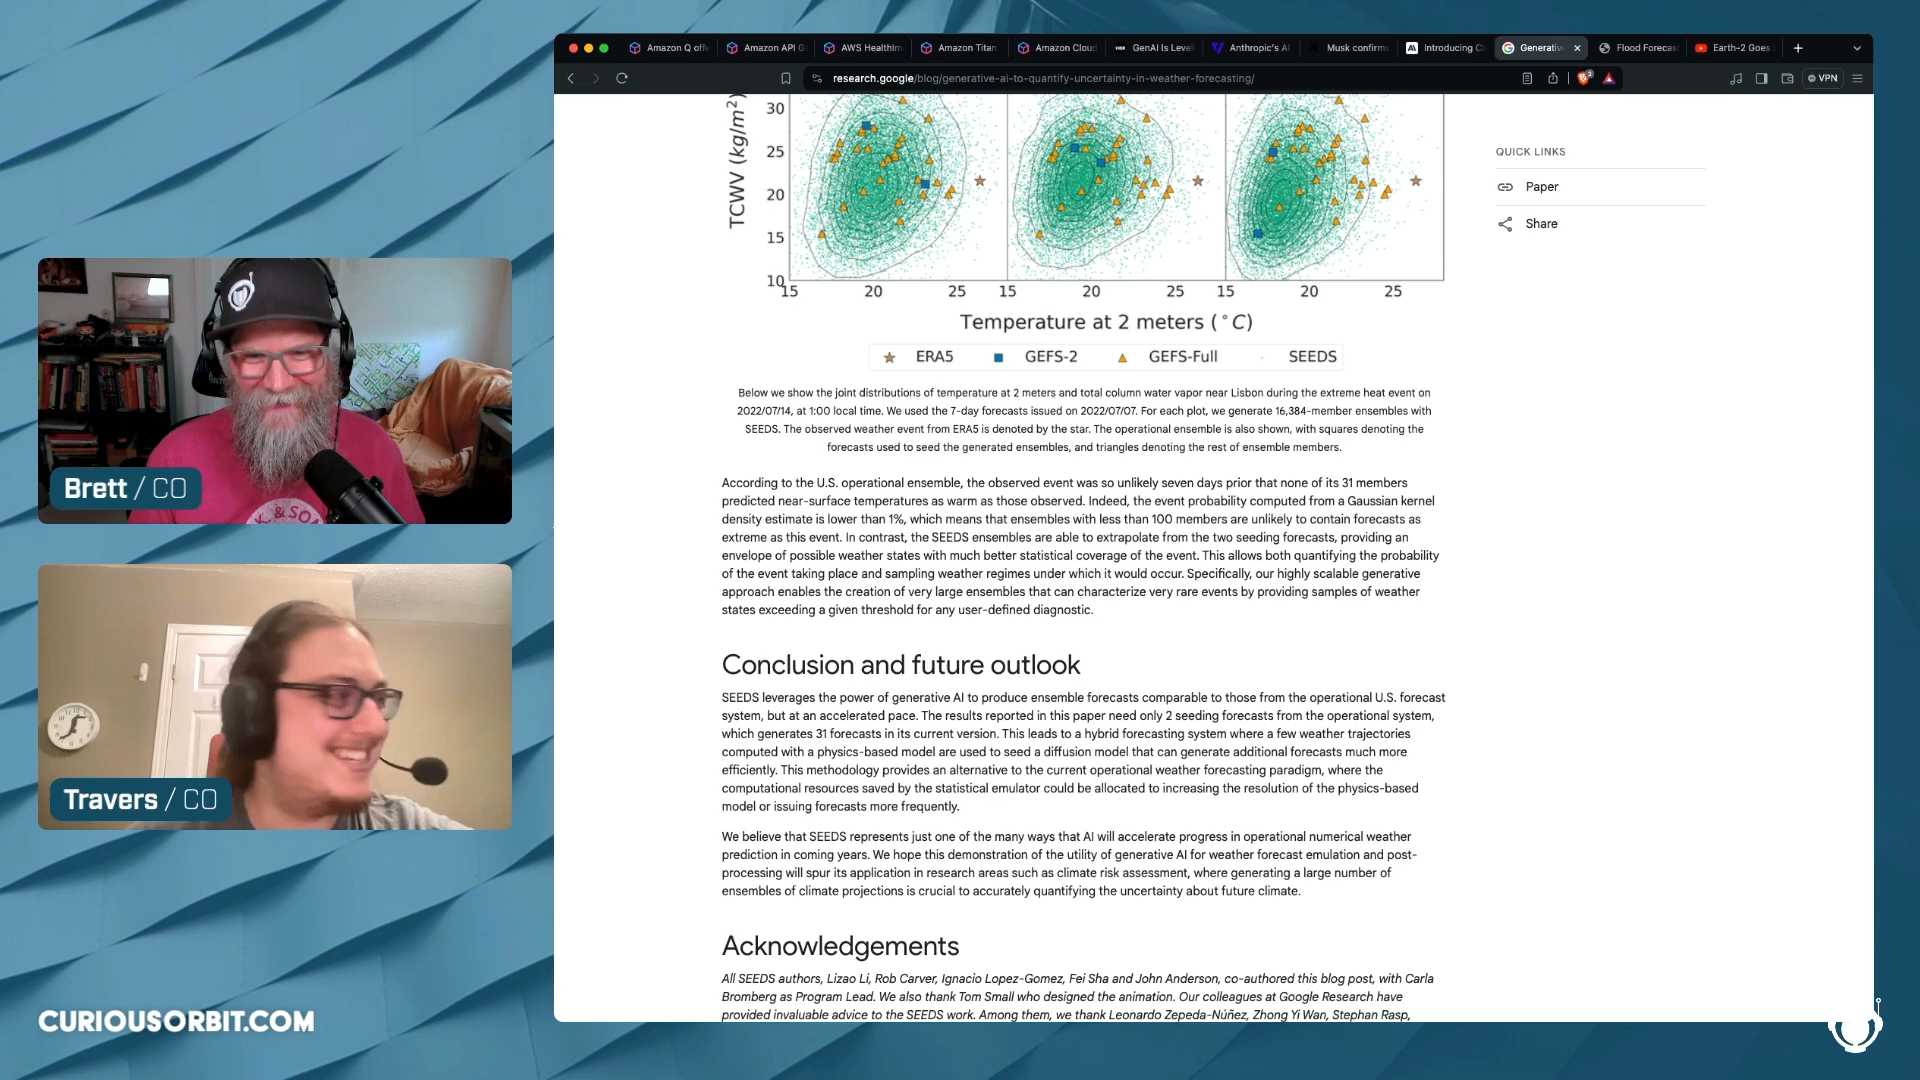 Amazon Q offe
Amazon API G
AWS HealthIm
Amazon Titan
Amazon Cloud
GenAI Is Level
Anthropic's AI
Musk confirms
Introducing C
Generativ
Flood Forecas
Earth-2 Goes
research.google/blog/generative-ai-to-quantify-uncertainty-in-weather-forecasting/
VPN
TCWV (kg/m²)
30
25
20
15
10
15 20 25 15 20 25 15 20 25
Temperature at 2 meters (°C)
ERA5 GEFS-2 GEFS-Full SEEDS
Below we show the joint distributions of temperature at 2 meters and total column water vapor near Lisbon during the extreme heat event on
2022/07/14, at 1:00 local time. We used the 7-day forecasts issued on 2022/07/07. For each plot, we generate 16,384-member ensembles with
SEEDS. The observed weather event from ERA5 is denoted by the star. The operational ensemble is also shown, with squares denoting the
forecasts used to seed the generated ensembles, and triangles denoting the rest of ensemble members.
According to the U.S. operational ensemble, the observed event was so unlikely seven days prior that none of its 31 members
predicted near-surface temperatures as warm as those observed. Indeed, the event probability computed from a Gaussian kernel
density estimate is lower than 1%, which means that ensembles with less than 100 members are unlikely to contain forecasts as
extreme as this event. In contrast, the SEEDS ensembles are able to extrapolate from the two seeding forecasts, providing an
envelope of possible weather states with much better statistical coverage of the event. This allows both quantifying the probability
of the event taking place and sampling weather regimes under which it would occur. Specifically, our highly scalable generative
approach enables the creation of very large ensembles that can characterize very rare events by providing samples of weather
states exceeding a given threshold for any user-defined diagnostic.
Conclusion and future outlook
SEEDS leverages the power of generative AI to produce ensemble forecasts comparable to those from the operational U.S. forecast
system, but at an accelerated pace. The results reported in this paper need only 2 seeding forecasts from the operational system,
which generates 31 forecasts in its current version. This leads to a hybrid forecasting system where a few weather trajectories
computed with a physics-based model are used to seed a diffusion model that can generate additional forecasts much more
efficiently. This methodology provides an alternative to the current operational weather forecasting paradigm, where the
computational resources saved by the statistical emulator could be allocated to increasing the resolution of the physics-based
model or issuing forecasts more frequently.
We believe that SEEDS represents just one of the many ways that AI will accelerate progress in operational numerical weather
prediction in coming years. We hope this demonstration of the utility of generative AI for weather forecast emulation and post-
processing will spur its application in research areas such as climate risk assessment, where generating a large number of
ensembles of climate projections is crucial to accurately quantifying the uncertainty about future climate.
Acknowledgements
All SEEDS authors, Lizao Li, Rob Carver, Ignacio Lopez-Gomez, Fei Sha and John Anderson, co-authored this blog post, with Carla
Bromberg as Program Lead. We also thank Tom Small who designed the animation. Our colleagues at Google Research have
provided invaluable advice to the SEEDS work. Among them, we thank Leonardo Zepeda-Núñez, Zhong Yi Wan, Stephan Rasp,
QUICK LINKS
Paper
Share
Brett / CO
Travers / CO
CURIOUSORBIT.COM